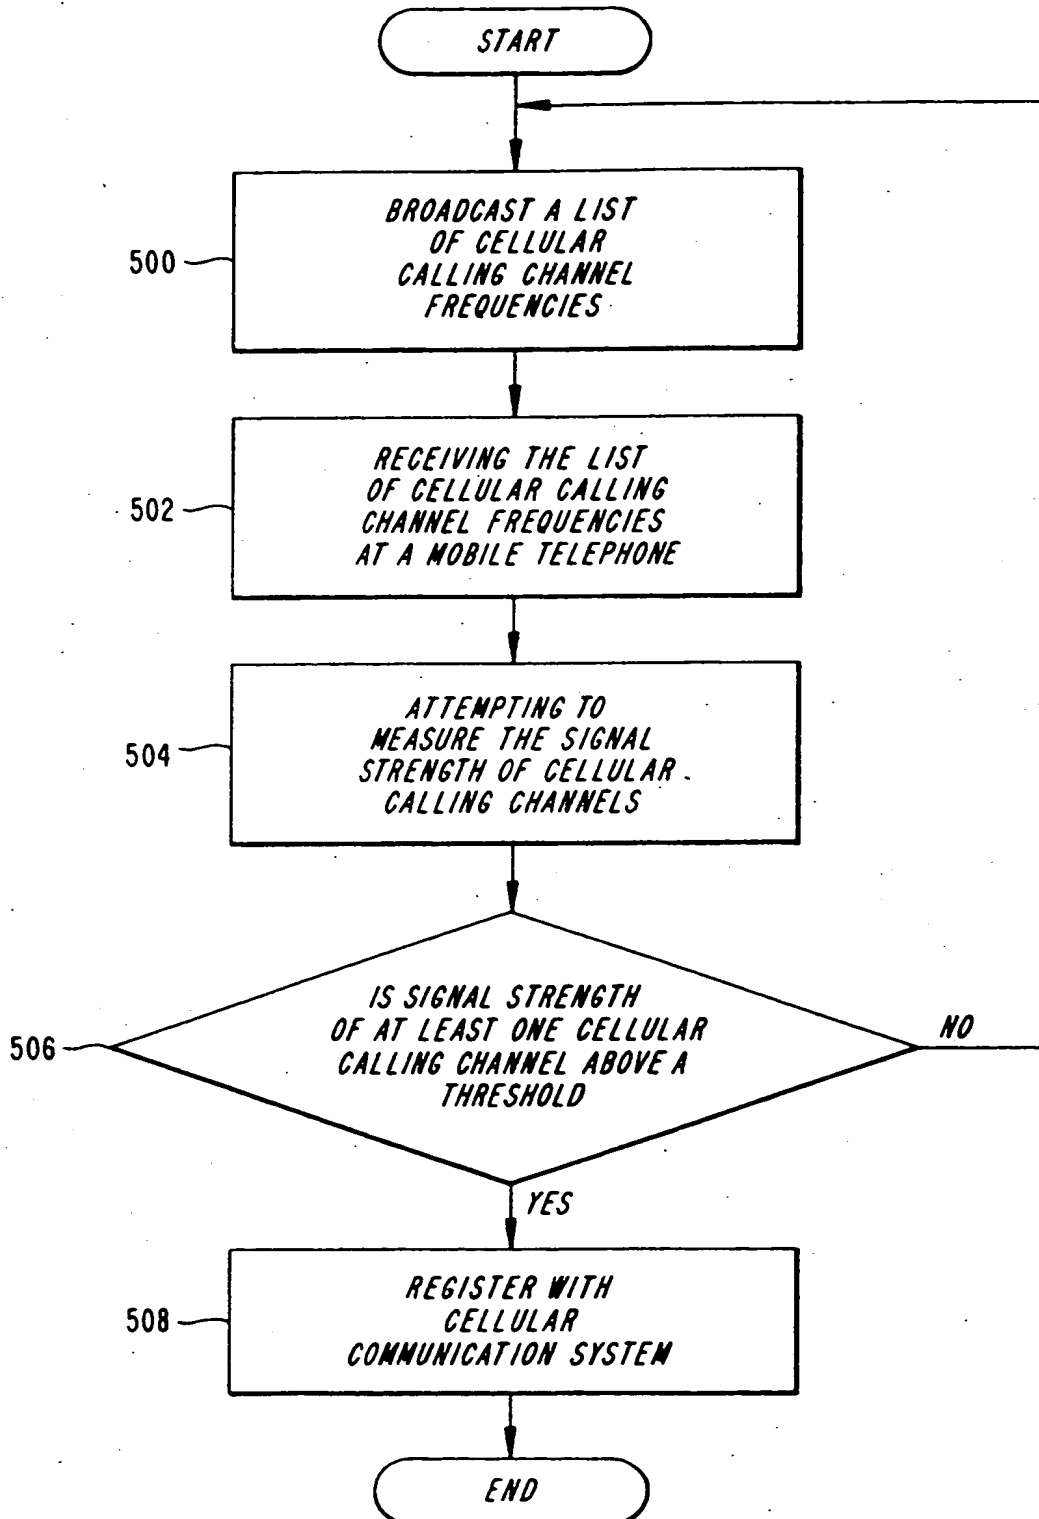 START
BROADCAST A LIST
OF CELLULAR
CALLING CHANNEL
FREQUENCIES
500
RECEIVING THE LIST
OF CELLULAR CALLING
CHANNEL FREQUENCIES
AT A MOBILE TELEPHONE
502
ATTEMPTING TO
MEASURE THE SIGNAL
STRENGTH OF CELLULAR
CALLING CHANNELS
504
IS SIGNAL STRENGTH
OF AT LEAST ONE CELLULAR
CALLING CHANNEL ABOVE A
THRESHOLD
506
NO
YES
REGISTER WITH
CELLULAR
COMMUNICATION SYSTEM
508
END